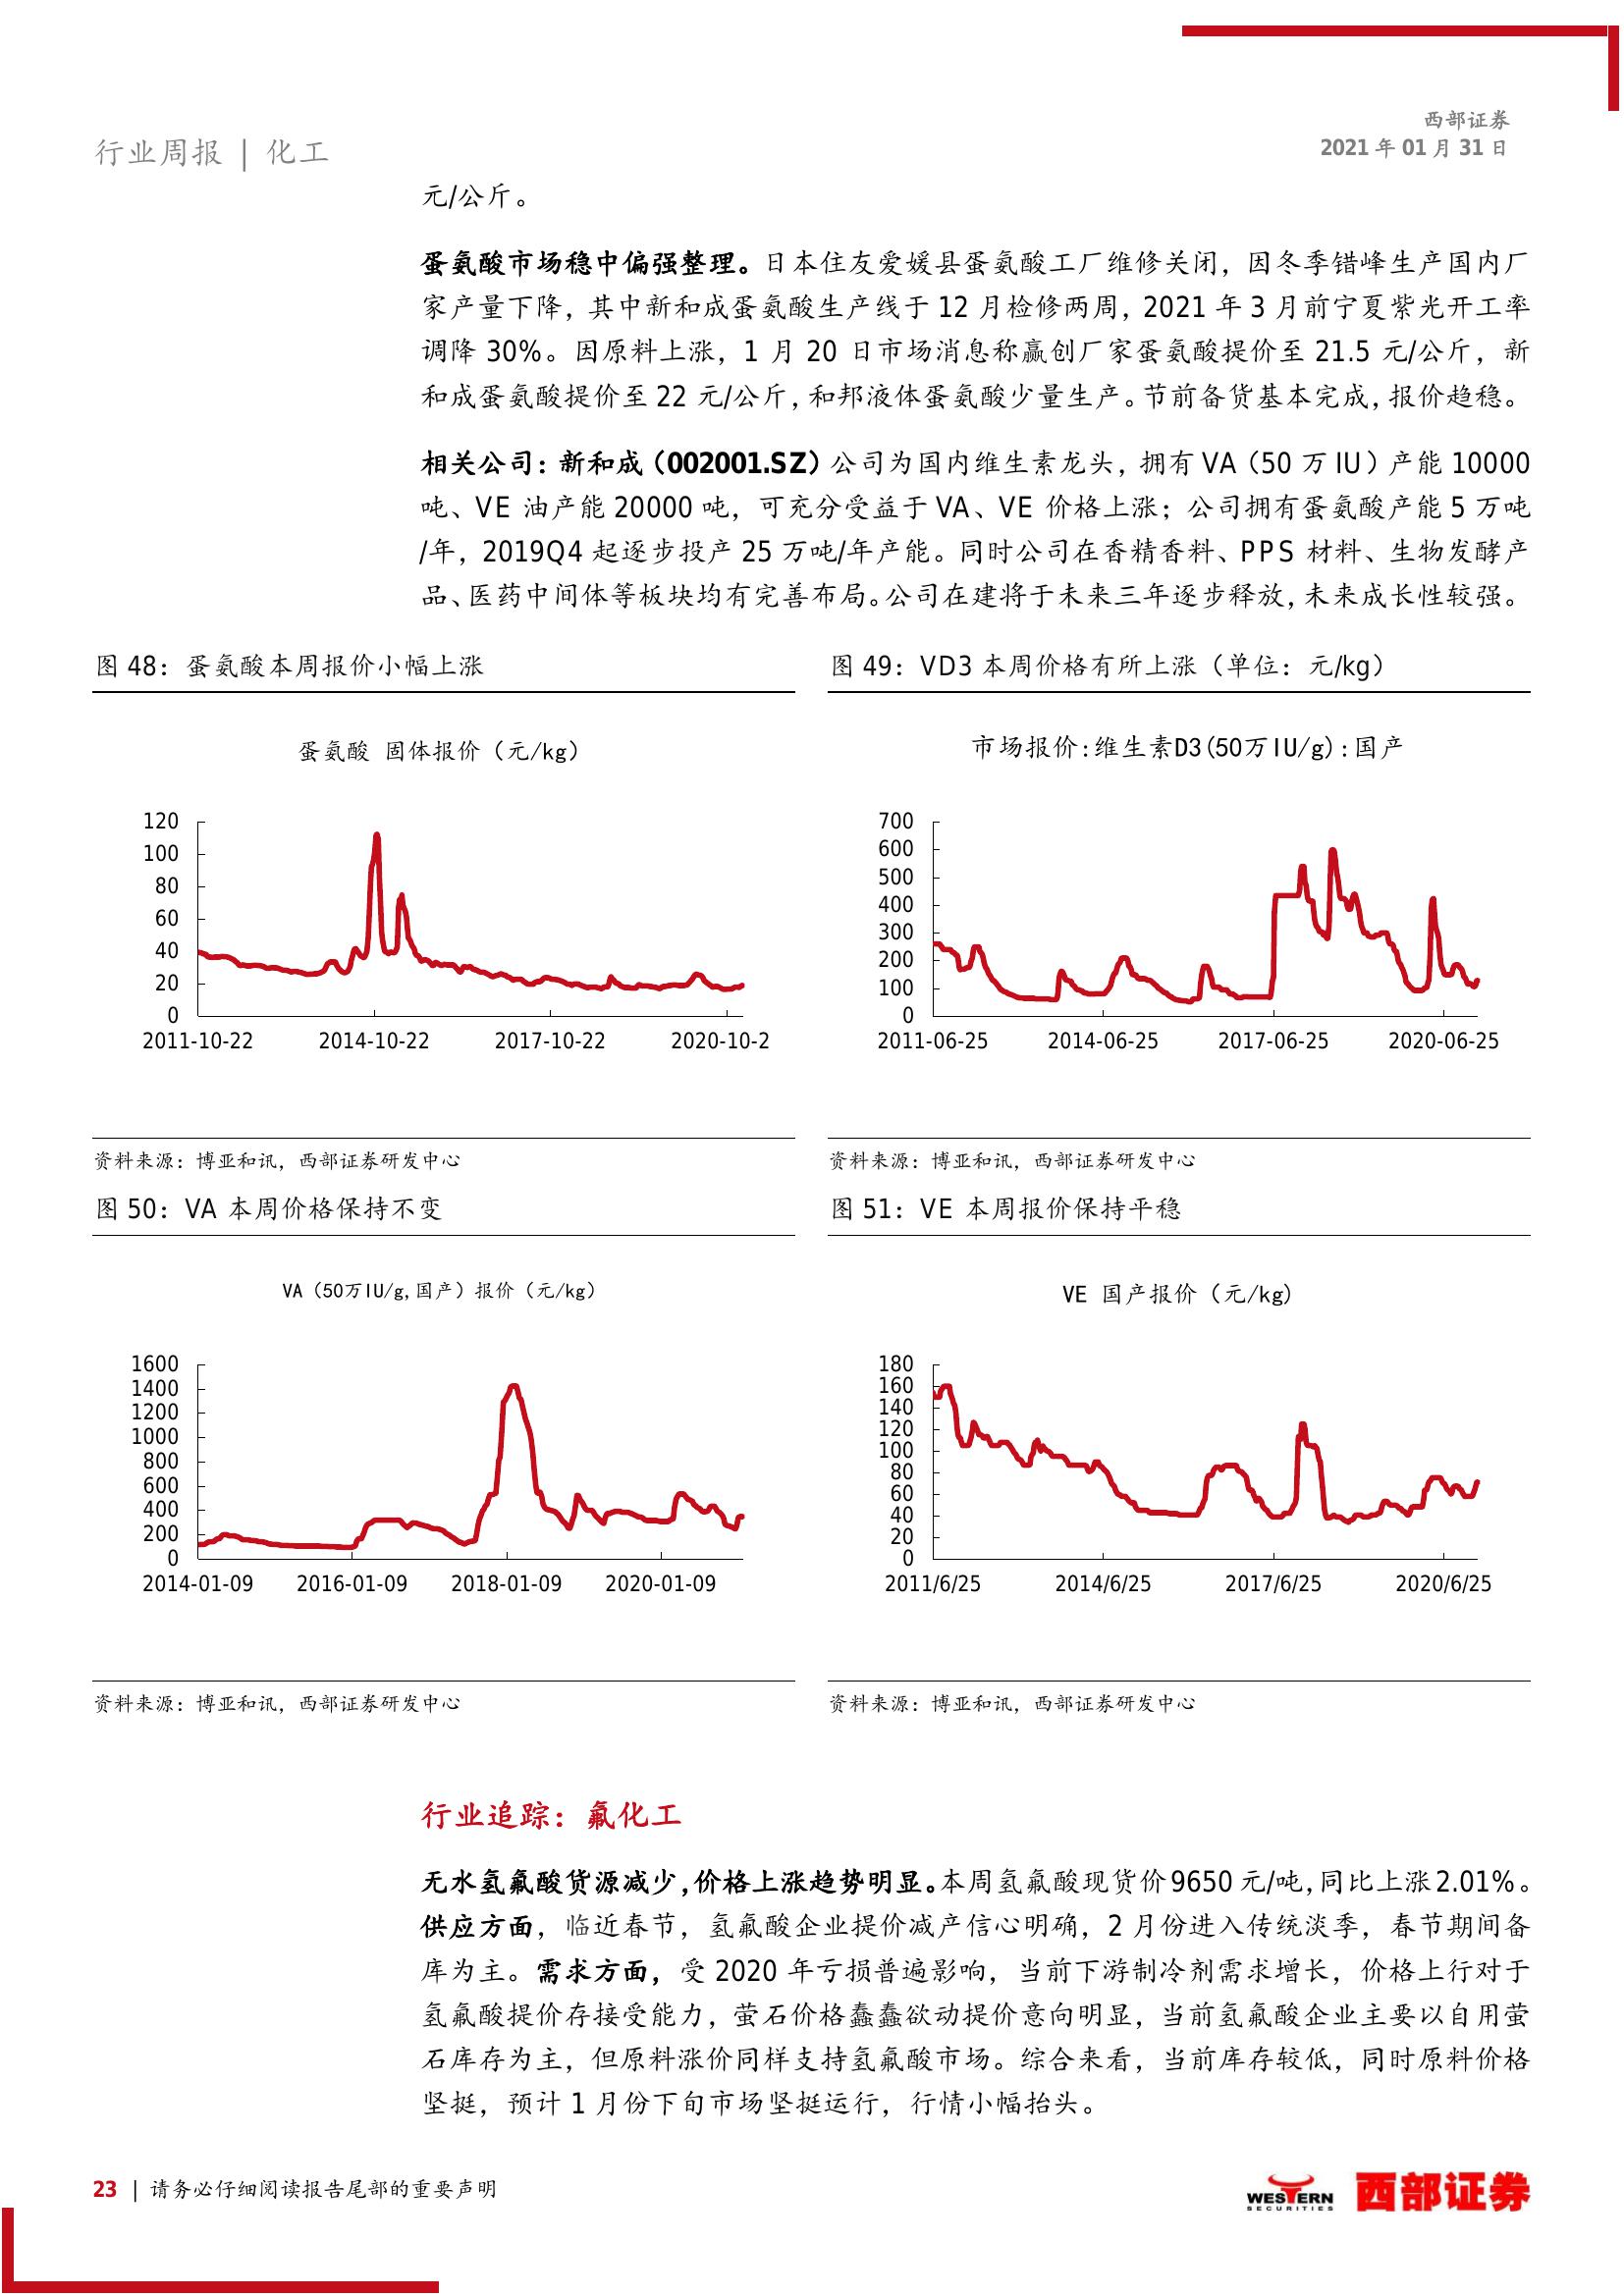 西部证券
行业周报 | 化工
2021 年 01 月 31 日
元/公斤。
蛋氨酸市场稳中偏强整理。日本住友爱媛县蛋氨酸工厂维修关闭，因冬季错峰生产国内厂
家产量下降，其中新和成蛋氨酸生产线于 12 月检修两周，2021 年 3 月前宁夏紫光开工率
调降 30%。因原料上涨，1 月 20 日市场消息称赢创厂家蛋氨酸提价至 21.5 元/公斤，新
和成蛋氨酸提价至 22 元/公斤，和邦液体蛋氨酸少量生产。节前备货基本完成，报价趋稳。
相关公司：新和成（002001.SZ）公司为国内维生素龙头，拥有 VA（50 万 IU）产能 10000
吨、VE 油产能 20000 吨，可充分受益于 VA、VE 价格上涨；公司拥有蛋氨酸产能 5 万吨
/年，2019Q4 起逐步投产 25 万吨/年产能。同时公司在香精香料、PPS 材料、生物发酵产
品、医药中间体等板块均有完善布局。公司在建将于未来三年逐步释放，未来成长性较强。
图 48：蛋氨酸本周报价小幅上涨
蛋氨酸 固体报价（元/kg）
120
100
80
60
40
20
0
2011-10-22 2014-10-22 2017-10-22 2020-10-2
资料来源：博亚和讯，西部证券研发中心
图 49：VD3 本周价格有所上涨（单位：元/kg）
市场报价:维生素D3(50万IU/g):国产
700
600
500
400
300
200
100
0
2011-06-25 2014-06-25 2017-06-25 2020-06-25
资料来源：博亚和讯，西部证券研发中心
图 50：VA 本周价格保持不变
VA（50万IU/g,国产）报价（元/kg）
1600
1400
1200
1000
800
600
400
200
0
2014-01-09 2016-01-09 2018-01-09 2020-01-09
资料来源：博亚和讯，西部证券研发中心
图 51：VE 本周报价保持平稳
VE 国产报价（元/kg)
180
160
140
120
100
80
60
40
20
0
2011/6/25 2014/6/25 2017/6/25 2020/6/25
资料来源：博亚和讯，西部证券研发中心
行业追踪：氟化工
无水氢氟酸货源减少，价格上涨趋势明显。本周氢氟酸现货价 9650 元/吨，同比上涨 2.01%。
供应方面，临近春节，氢氟酸企业提价减产信心明确，2 月份进入传统淡季，春节期间备
库为主。需求方面，受 2020 年亏损普遍影响，当前下游制冷剂需求增长，价格上行对于
氢氟酸提价存接受能力，萤石价格蠢蠢欲动提价意向明显，当前氢氟酸企业主要以自用萤
石库存为主，但原料涨价同样支持氢氟酸市场。综合来看，当前库存较低，同时原料价格
坚挺，预计 1 月份下旬市场坚挺运行，行情小幅抬头。
23 | 请务必仔细阅读报告尾部的重要声明
WESTERN
SECURITIES
西部证券